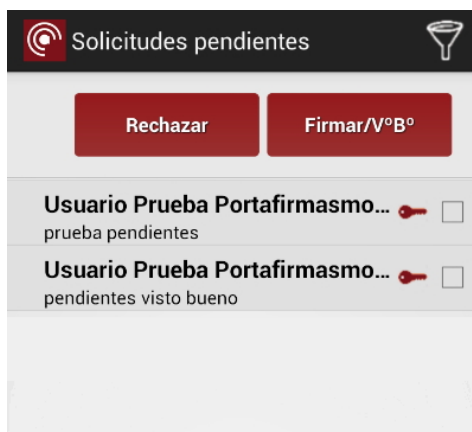 Solicitudes pendientes
Rechazar
Firmar/VºBº
Usuario Prueba Portafirmasmo...
prueba pendientes
Usuario Prueba Portafirmasmo...
pendientes visto bueno